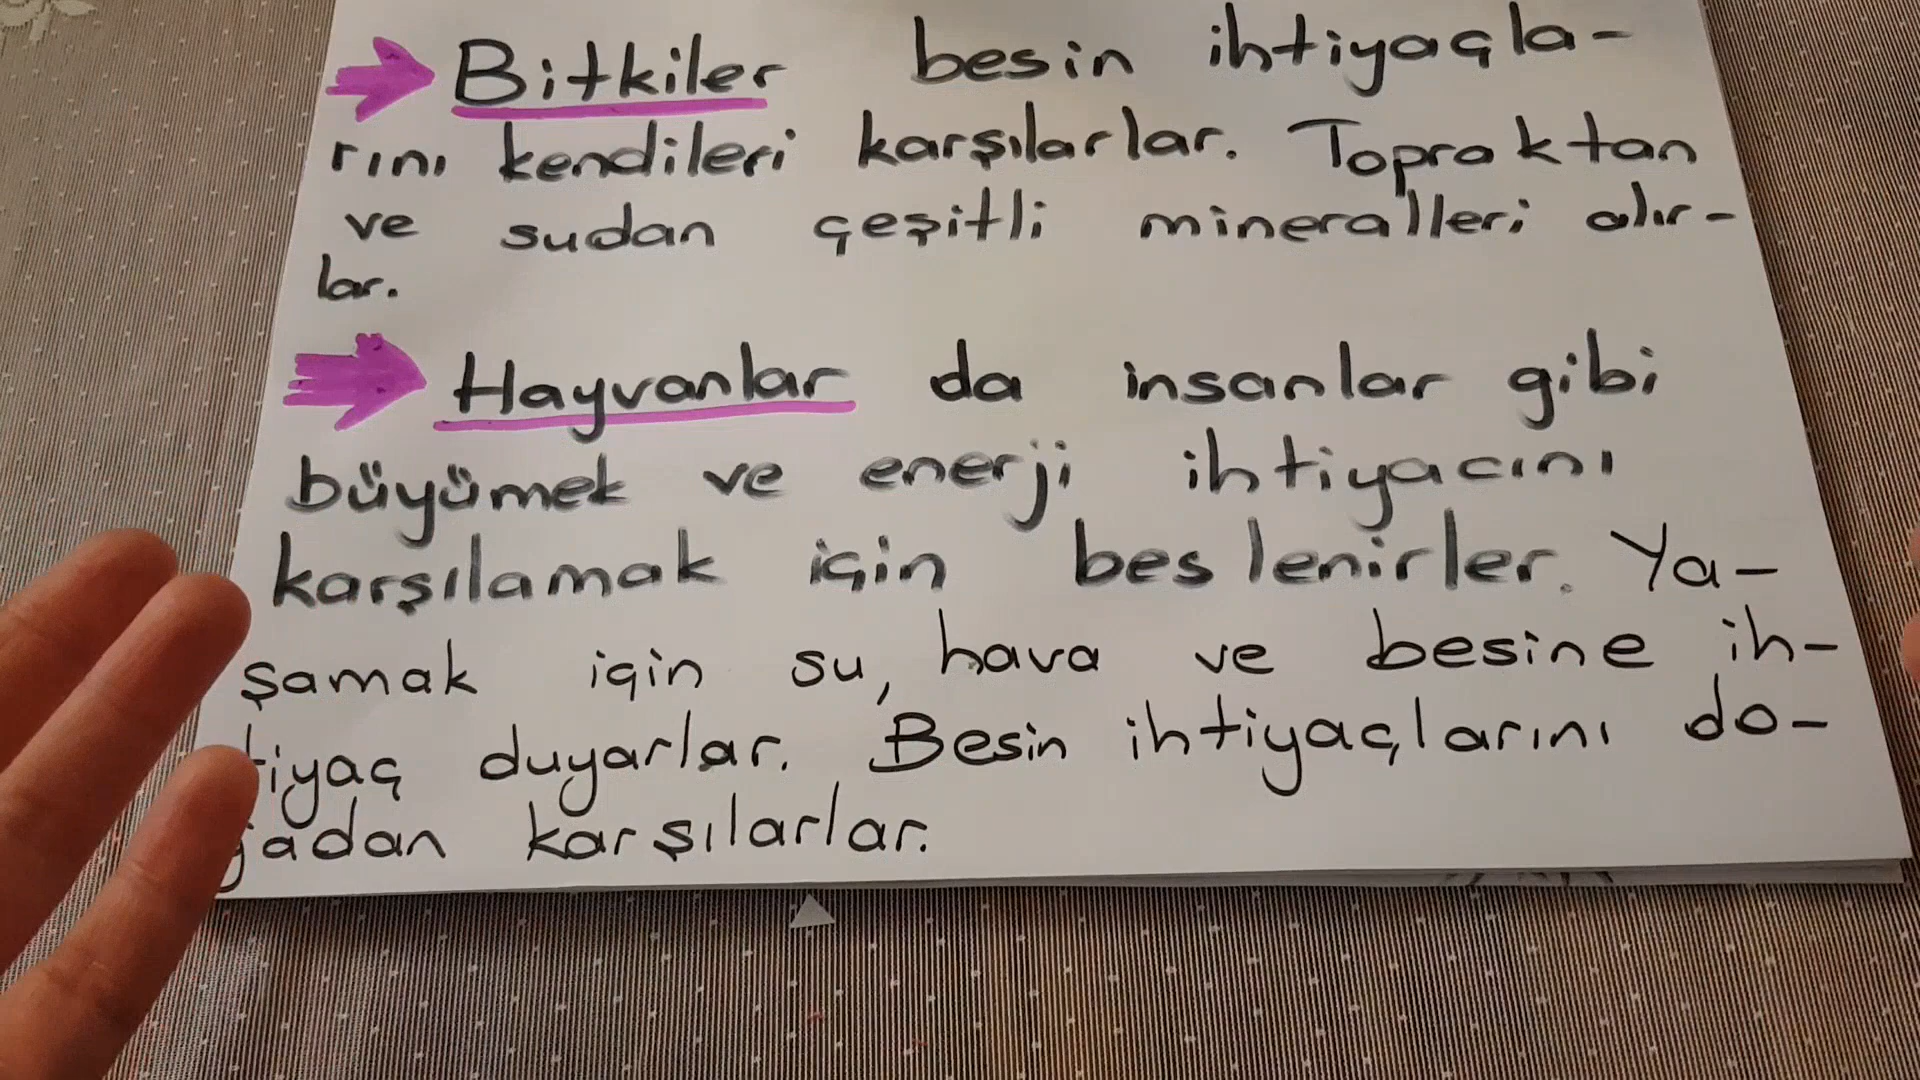 Bitkiler besin ihtiyaçla-
rını kendileri karşılarlar. Topraktan
ve sudan çeşitli mineralleri alır-
lar.
Hayvanlar da insanlar gibi
büyümek ve enerji ihtiyacını
karşılamak için beslenirler. Ya-
şamak için su, hava ve besine ih-
tiyaç duyarlar. Besin ihtiyaçlarını do-
ğadan karşılarlar.